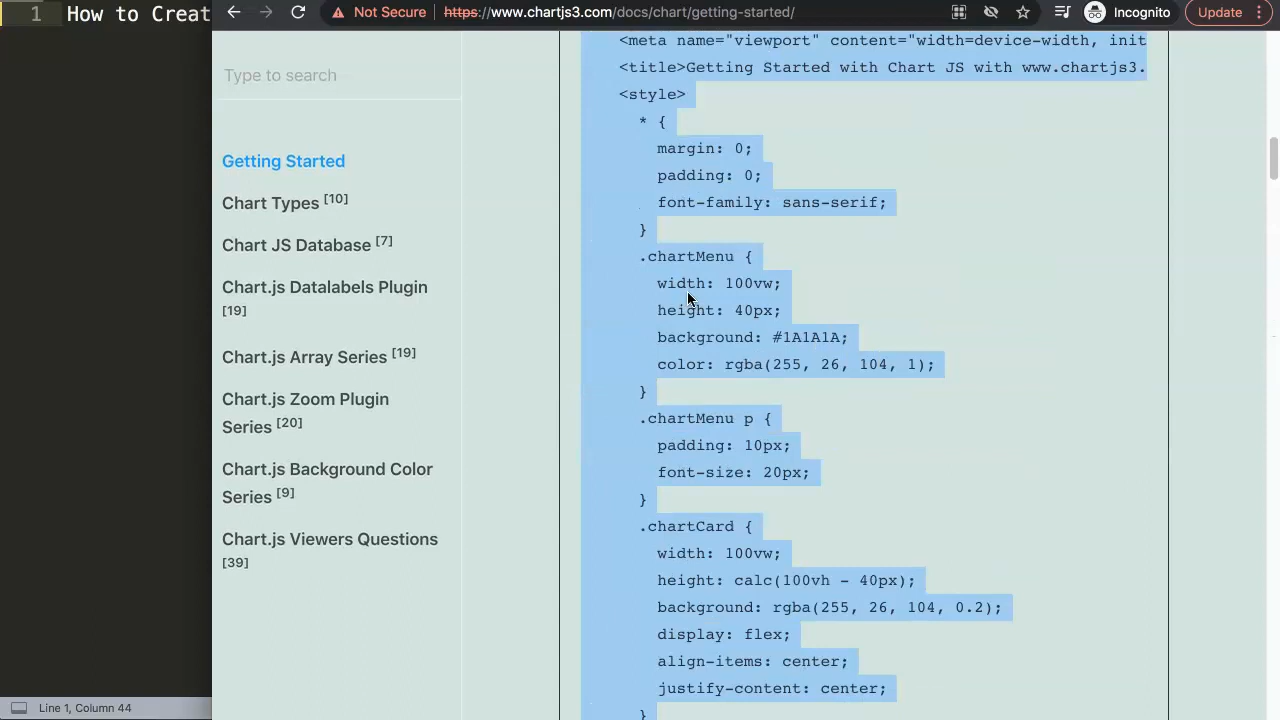 1 How to Creat
Not Secure https://www.chartjs3.com/docs/chart/getting-started/
Incognito
Update
Type to search
Getting Started
Chart Types [10]
Chart JS Database [7]
Chart.js Datalabels Plugin
[19]
Chart.js Array Series [19]
Chart.js Zoom Plugin
Series [20]
Chart.js Background Color
Series [9]
Chart.js Viewers Questions
[39]
<meta name="viewport" content="width=device-width, init
<title>Getting Started with Chart JS with www.chartjs3.
<style>
* {
margin: 0;
padding: 0;
font-family: sans-serif;
}
.chartMenu {
width: 100vw;
height: 40px;
background: #1A1A1A;
color: rgba(255, 26, 104, 1);
}
.chartMenu p {
padding: 10px;
font-size: 20px;
}
.chartCard {
width: 100vw;
height: calc(100vh - 40px);
background: rgba(255, 26, 104, 0.2);
display: flex;
align-items: center;
justify-content: center;
}
Line 1, Column 44